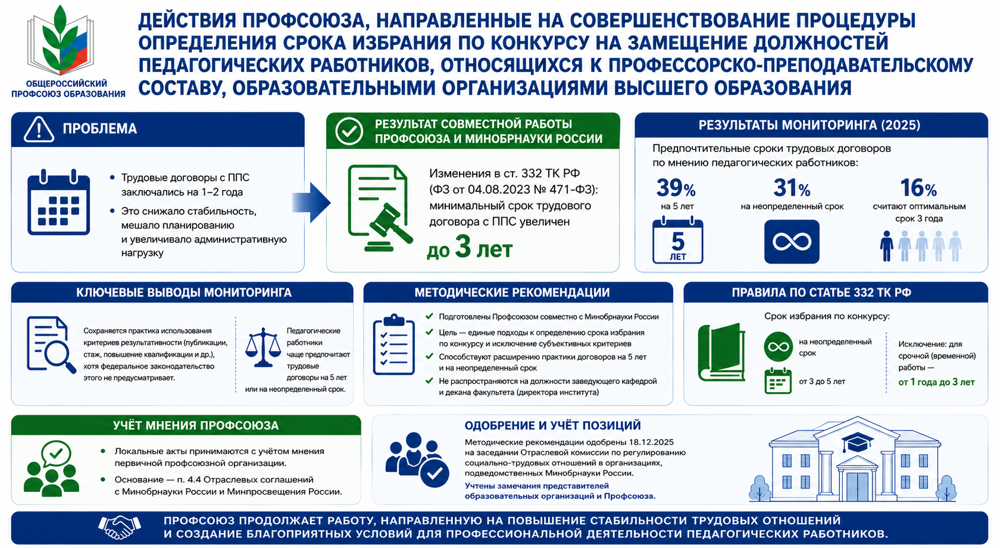 ОБЩЕРОССИЙСКИЙ
ПРОФСОЮЗ ОБРАЗОВАНИЯ
ДЕЙСТВИЯ ПРОФСОЮЗА, НАПРАВЛЕННЫЕ НА СОВЕРШЕНСТВОВАНИЕ ПРОЦЕДУРЫ
ОПРЕДЕЛЕНИЯ СРОКА ИЗБРАНИЯ ПО КОНКУРСУ НА ЗАМЕЩЕНИЕ ДОЛЖНОСТЕЙ
ПЕДАГОГИЧЕСКИХ РАБОТНИКОВ, ОТНОСЯЩИХСЯ К ПРОФЕССОРСКО-ПРЕПОДАВАТЕЛЬСКОМУ
СОСТАВУ, ОБРАЗОВАТЕЛЬНЫМИ ОРГАНИЗАЦИЯМИ ВЫСШЕГО ОБРАЗОВАНИЯ
ПРОБЛЕМА
• Трудовые договоры с ППС
заключались на 1–2 года
• Это снижало стабильность,
мешало планированию
и увеличивало административную
нагрузку
РЕЗУЛЬТАТ СОВМЕСТНОЙ РАБОТЫ
ПРОФСОЮЗА И МИНОБРНАУКИ РОССИИ
Изменения в ст. 332 ТК РФ
(ФЗ от 04.08.2023 № 471-ФЗ):
минимальный срок трудового
договора с ППС увеличен
до 3 лет
РЕЗУЛЬТАТЫ МОНИТОРИНГА (2025)
Предпочтительные сроки трудовых договоров
по мнению педагогических работников:
39%
на 5 лет
5
ЛЕТ
31%
на неопределенный срок
16%
считают оптимальным
срок 3 года
КЛЮЧЕВЫЕ ВЫВОДЫ МОНИТОРИНГА
Сохраняется практика использования
критериев результативности (публикации,
стаж, повышение квалификации и др.),
хотя федеральное законодательство
этого не предусматривает.
Педагогические
работники
чаще предпочитают
трудовые
договоры на 5 лет
или на неопределенный срок.
МЕТОДИЧЕСКИЕ РЕКОМЕНДАЦИИ
Подготовлены Профсоюзом совместно с Минобрнауки России
Цель — единые подходы к определению срока избрания
по конкурсу и исключение субъективных критериев
Способствуют расширению практики договоров на 5 лет
и на неопределенный срок
Не распространяются на должности заведующего кафедрой
и декана факультета (директора института)
ПРАВИЛА ПО СТАТЬЕ 332 ТК РФ
Срок избрания по конкурсу:
на неопределенный
срок
от 3 до 5 лет
Исключение: для
срочной (временной)
работы —
от 1 года до 3 лет
УЧЁТ МНЕНИЯ ПРОФСОЮЗА
• Локальные акты принимаются с учётом мнения
первичной профсоюзной организации.
• Основание — п. 4.4 Отраслевых соглашений
с Минобрнауки России и Минпросвещения России.
ОДОБРЕНИЕ И УЧЁТ ПОЗИЦИЙ
Методические рекомендации одобрены 18.12.2025
на заседании Отраслевой комиссии по регулированию
социально-трудовых отношений в организациях,
подведомственных Минобрнауки России.
Учтены замечания представителей
образовательных организаций и Профсоюза.
ПРОФСОЮЗ ПРОДОЛЖАЕТ РАБОТУ, НАПРАВЛЕННУЮ НА ПОВЫШЕНИЕ СТАБИЛЬНОСТИ ТРУДОВЫХ ОТНОШЕНИЙ
И СОЗДАНИЕ БЛАГОПРИЯТНЫХ УСЛОВИЙ ДЛЯ ПРОФЕССИОНАЛЬНОЙ ДЕЯТЕЛЬНОСТИ ПЕДАГОГИЧЕСКИХ РАБОТНИКОВ.